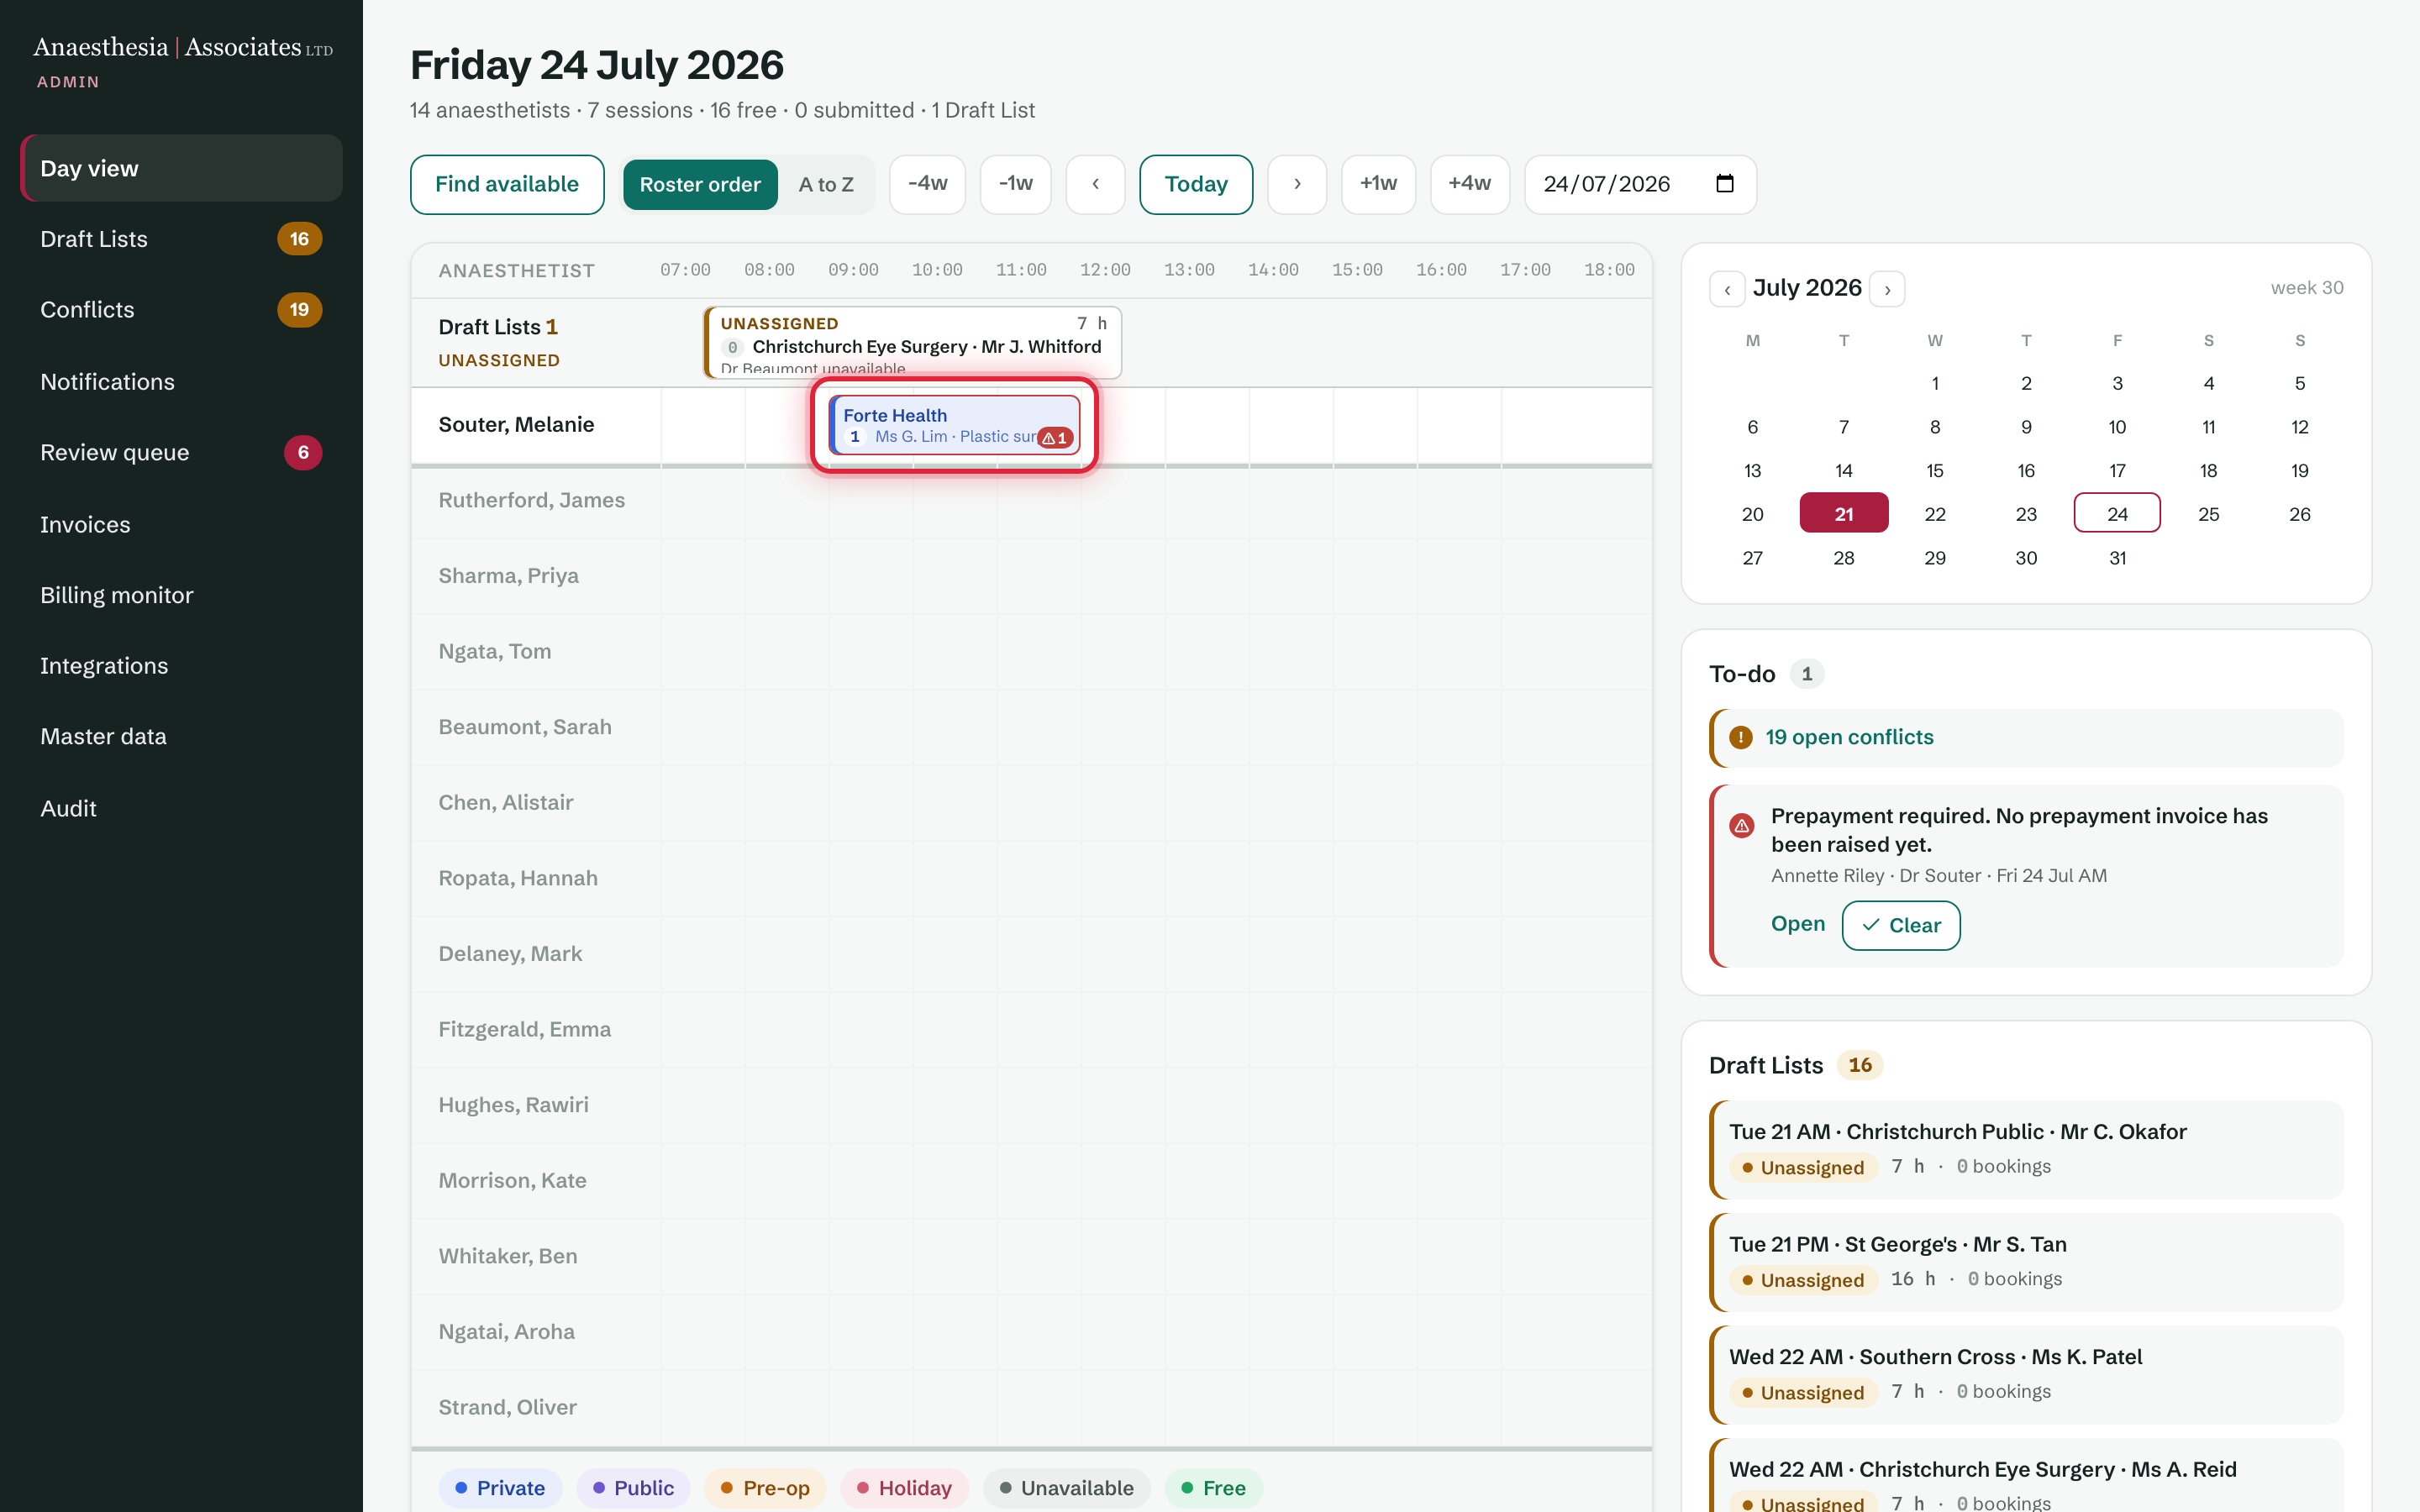 Anaesthesia | Associates LTD
ADMIN
Day view
Draft Lists 16
Conflicts 19
Notifications
Review queue 6
Invoices
Billing monitor
Integrations
Master data
Audit
Friday 24 July 2026
14 anaesthetists · 7 sessions · 16 free · 0 submitted · 1 Draft List
Find available
Roster order A to Z
-4w
-1w
‹
Today
›
+1w
+4w
24/07/2026
ANAESTHETIST 07:00 08:00 09:00 10:00 11:00 12:00 13:00 14:00 15:00 16:00 17:00 18:00
Draft Lists 1
UNASSIGNED
UNASSIGNED 7 h
0 Christchurch Eye Surgery · Mr J. Whitford
Dr Beaumont unavailable
Souter, Melanie
Forte Health
1 Ms G. Lim · Plastic sur 1
Rutherford, James
Sharma, Priya
Ngata, Tom
Beaumont, Sarah
Chen, Alistair
Ropata, Hannah
Delaney, Mark
Fitzgerald, Emma
Hughes, Rawiri
Morrison, Kate
Whitaker, Ben
Ngatai, Aroha
Strand, Oliver
Private Public Pre-op Holiday Unavailable Free
‹ July 2026 › week 30
M T W T F S S
1 2 3 4 5
6 7 8 9 10 11 12
13 14 15 16 17 18 19
20 21 22 23 24 25 26
27 28 29 30 31
To-do 1
! 19 open conflicts
Prepayment required. No prepayment invoice has
been raised yet.
Annette Riley · Dr Souter · Fri 24 Jul AM
Open ✓ Clear
Draft Lists 16
Tue 21 AM · Christchurch Public · Mr C. Okafor
Unassigned 7 h · 0 bookings
Tue 21 PM · St George's · Mr S. Tan
Unassigned 16 h · 0 bookings
Wed 22 AM · Southern Cross · Ms K. Patel
Unassigned 7 h · 0 bookings
Wed 22 AM · Christchurch Eye Surgery · Ms A. Reid
Unassigned 7 h · 0 bookings